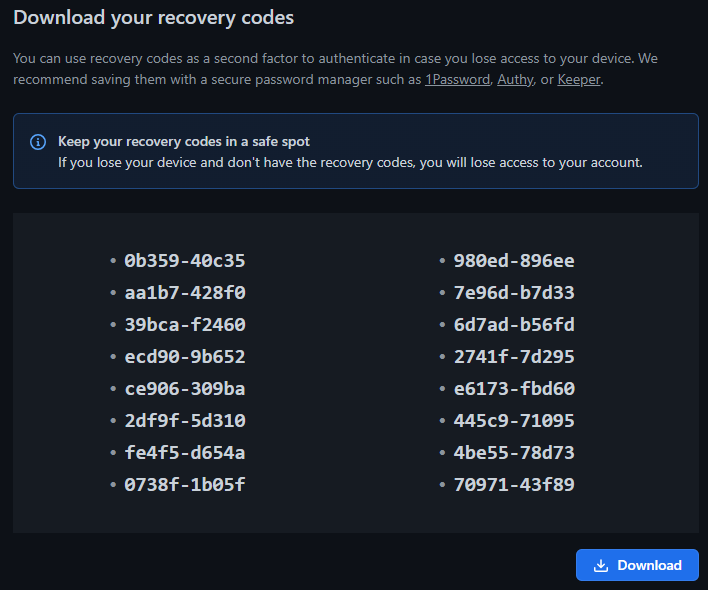 Download your recovery codes
You can use recovery codes as a second factor to authenticate in case you lose access to your device. We
recommend saving them with a secure password manager such as 1Password, Authy, or Keeper.
Keep your recovery codes in a safe spot
If you lose your device and don't have the recovery codes, you will lose access to your account.
• 0b359-40c35
• 980ed-896ee
• aa1b7-428f0
• 7e96d-b7d33
• 39bca-f2460
• 6d7ad-b56fd
• ecd90-9b652
• 2741f-7d295
• ce906-309ba
• e6173-fbd60
• 2df9f-5d310
• 445c9-71095
• fe4f5-d654a
• 4be55-78d73
• 0738f-1b05f
• 70971-43f89
Download